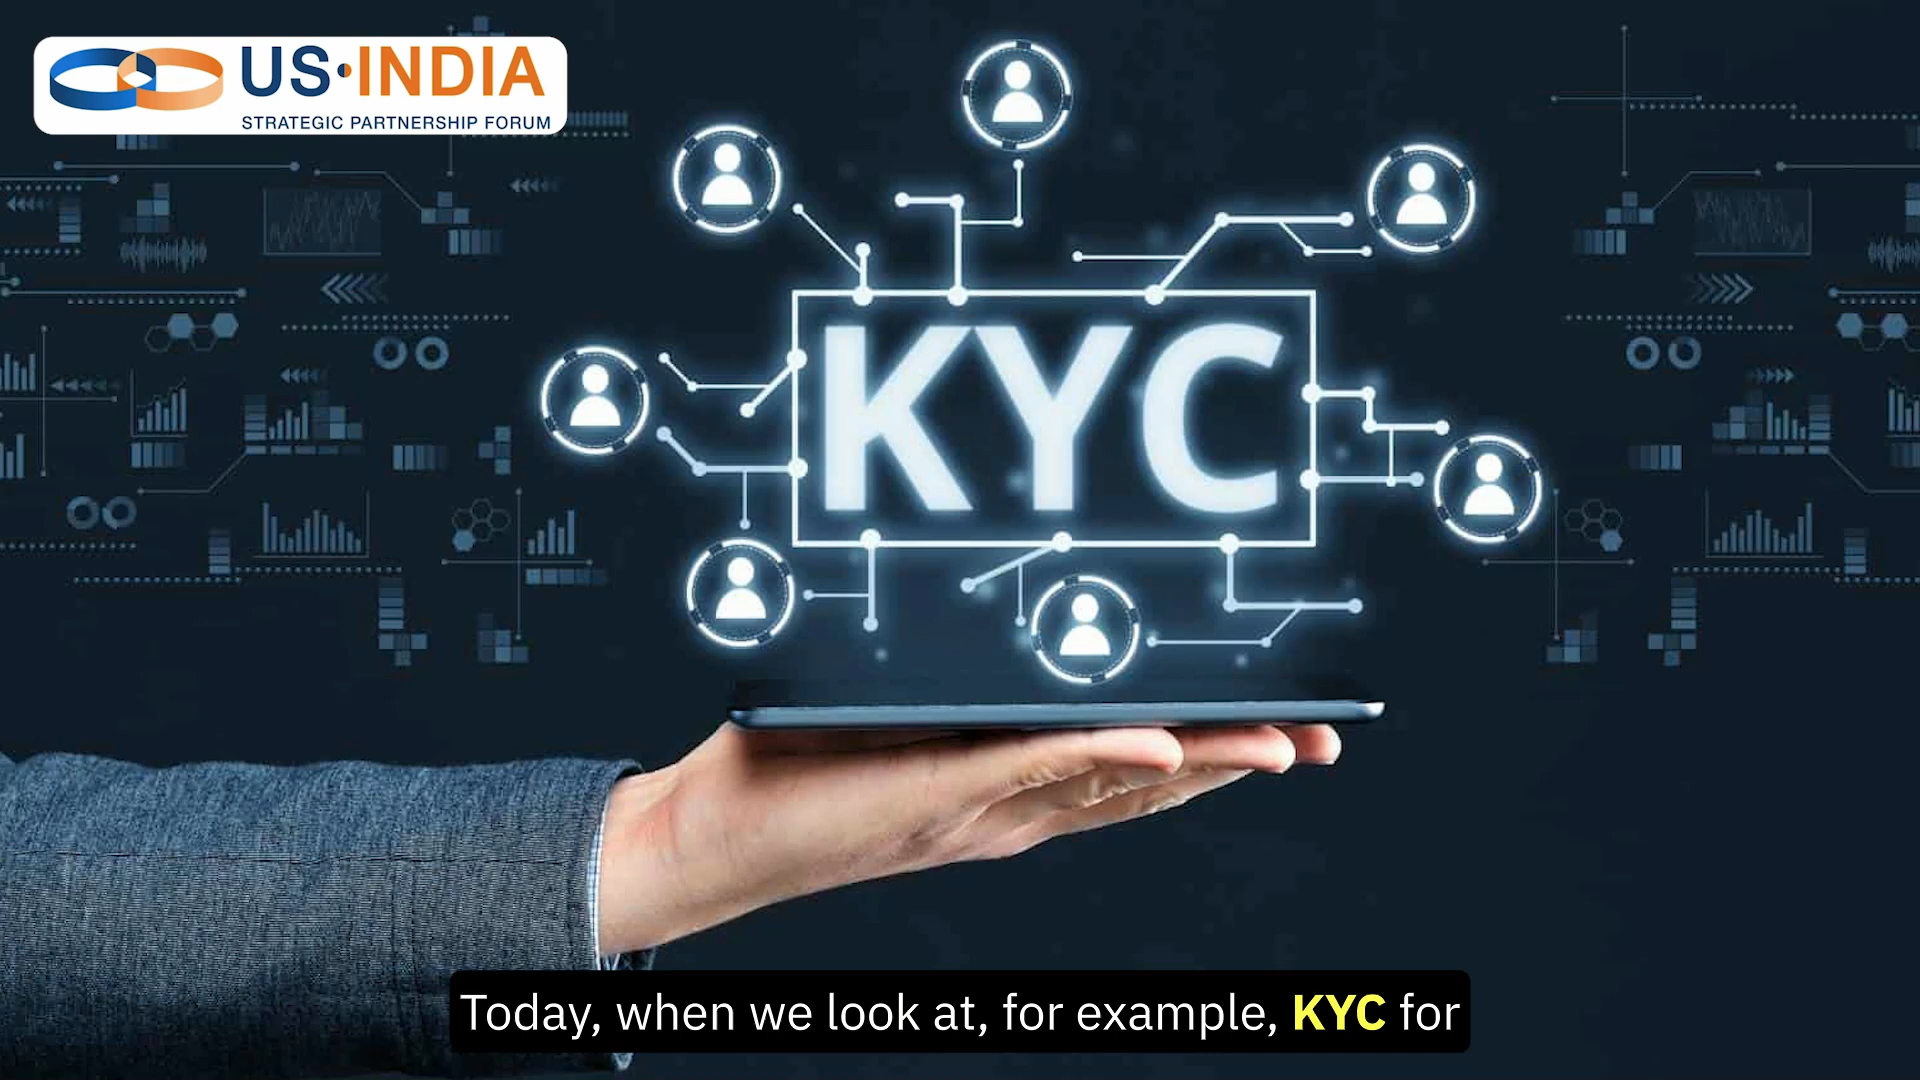 US•INDIA
STRATEGIC PARTNERSHIP FORUM
KYC
Today, when we look at, for example, KYC for